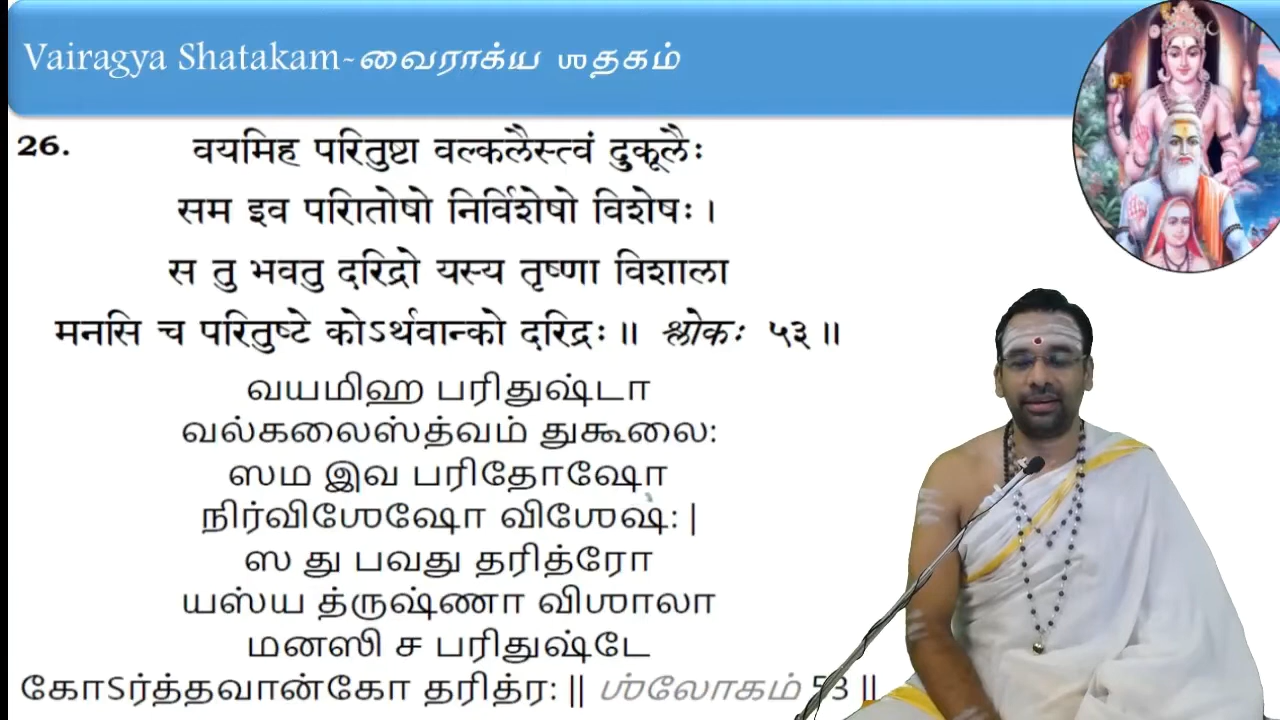 Vairagya Shatakam-வைராக்ய ஶதகம்
26. वयमिह परितुष्टा वल्कलैस्त्वं दुकूलैः
सम इव परितोषो निर्विशेषो विशेषः ।
स तु भवतु दरिद्रो यस्य तृष्णा विशाला
मनसि च परितुष्टे कोऽर्थवान्को दरिद्रः ॥ श्लोकः ५३ ॥
வயமிஹ பரிதுஷ்டா
வல்கலைஸ்த்வம் துகூலை:
ஸம இவ பரிதோஷோ
நிர்விஶேஷோ விஶேஷ: |
ஸ து பவது தரித்ரோ
யஸ்ய த்ருஷ்ணா விஶாலா
மனஸி ச பரிதுஷ்டே
கோSர்த்தவான்கோ தரித்ர: || ஶ்லோகம் 53 ||